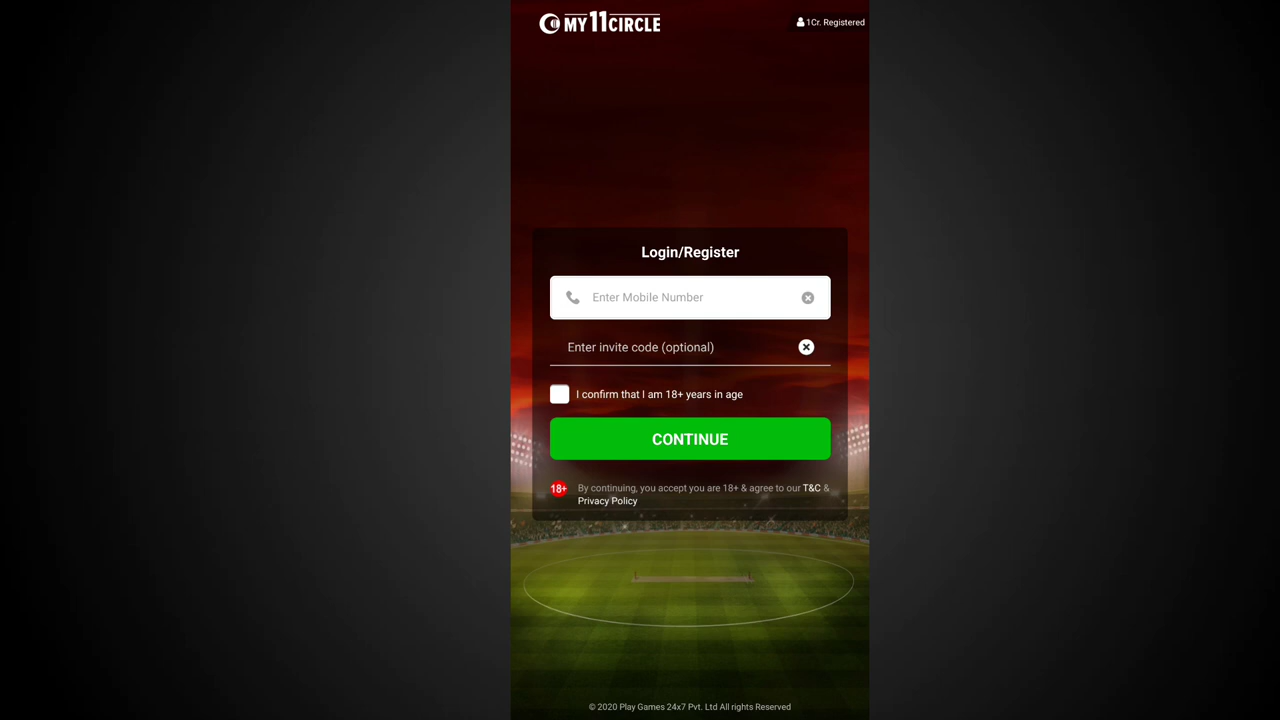 MY11CIRCLE
1Cr. Registered
Login/Register
Enter Mobile Number
Enter invite code (optional)
I confirm that I am 18+ years in age
CONTINUE
18+ By continuing, you accept you are 18+ & agree to our T&C &
Privacy Policy
© 2020 Play Games 24x7 Pvt. Ltd All rights Reserved